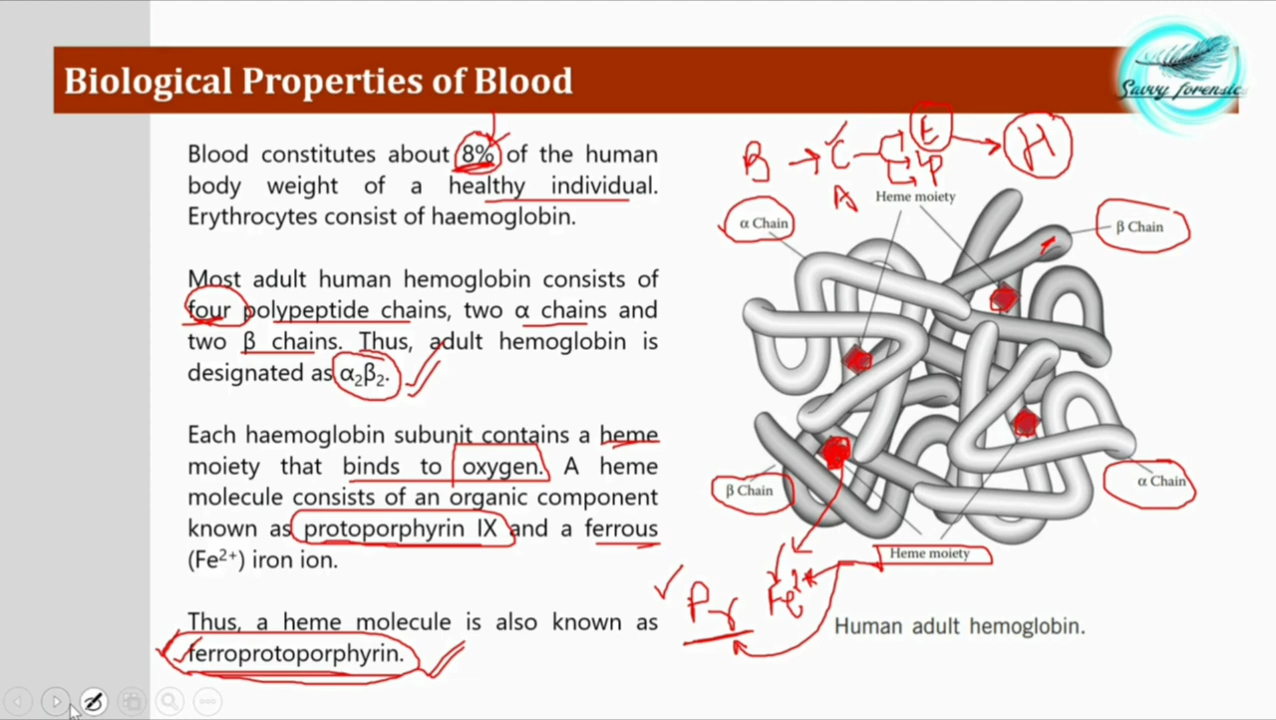 Biological Properties of Blood
Savvy forensics
Blood constitutes about 8% of the human
body weight of a healthy individual.
Erythrocytes consist of haemoglobin.
Most adult human hemoglobin consists of
four polypeptide chains, two α chains and
two β chains. Thus, adult hemoglobin is
designated as α₂β₂.
Each haemoglobin subunit contains a heme
moiety that binds to oxygen. A heme
molecule consists of an organic component
known as protoporphyrin IX and a ferrous
(Fe²⁺) iron ion.
Thus, a heme molecule is also known as
ferroprotoporphyrin.
B → C E → H
A P
Heme moiety
α Chain
β Chain
β Chain
α Chain
Heme moiety
Pr
Human adult hemoglobin.